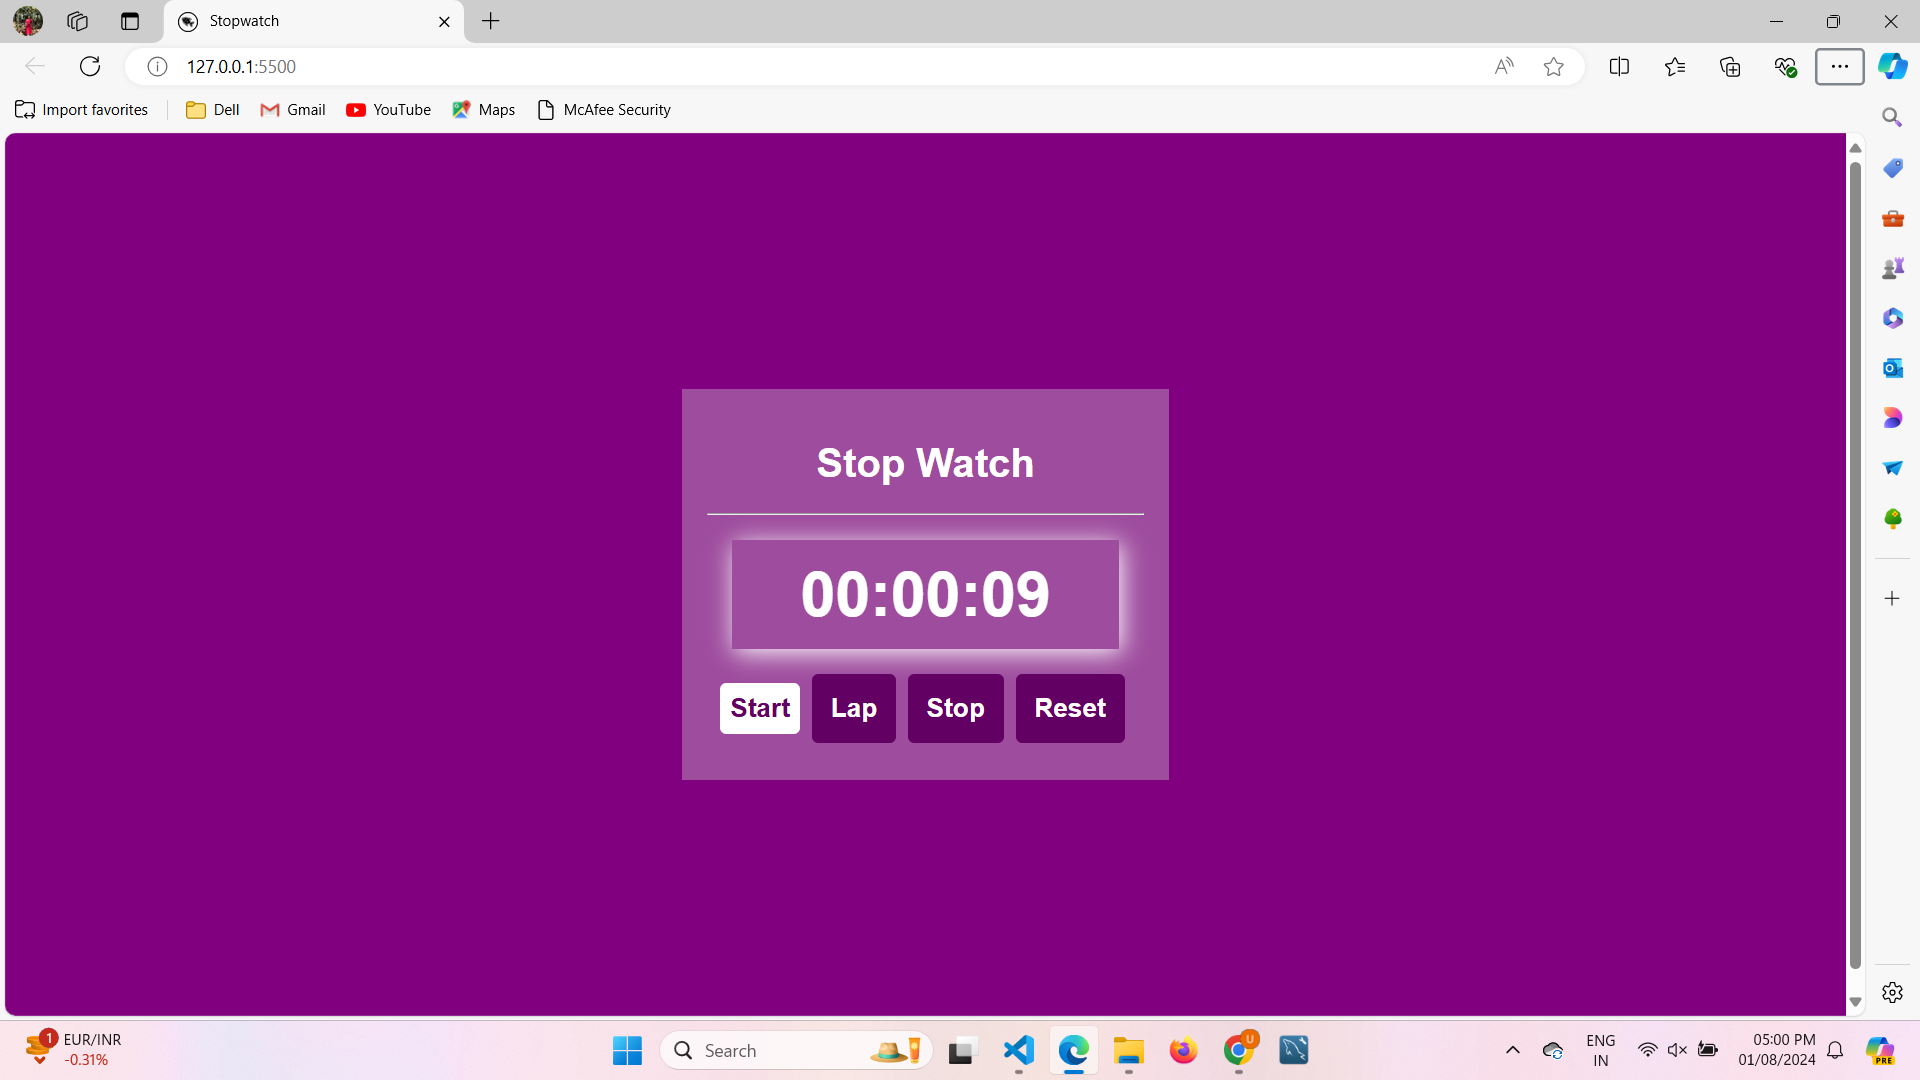 Stopwatch
127.0.0.1:5500
Import favorites Dell Gmail YouTube Maps McAfee Security
Stop Watch
00:00:09
Start Lap Stop Reset
1 EUR/INR
-0.31%
Search
U
ENG
IN
05:00 PM
01/08/2024
PRE